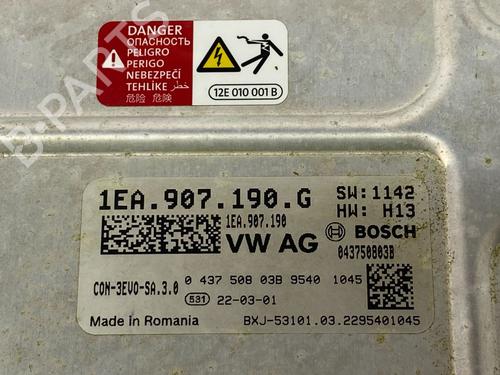 DANGER
ОПАСНОСТЬ
PELIGRO
PERIGO
NEBEZPEČÍ
TEHLİKE خطر
危险 危険
12E 010 001 B
B-PARTS
1EA.907.190.G
SW:1142
HW: H13
1EA.907.190
VW AG
BOSCH
043750803B
CON-3EVO-SA.3.0
0 437 508 03B 9540 1045
531 22-03-01
Made in Romania
BXJ-53101.03.2295401045